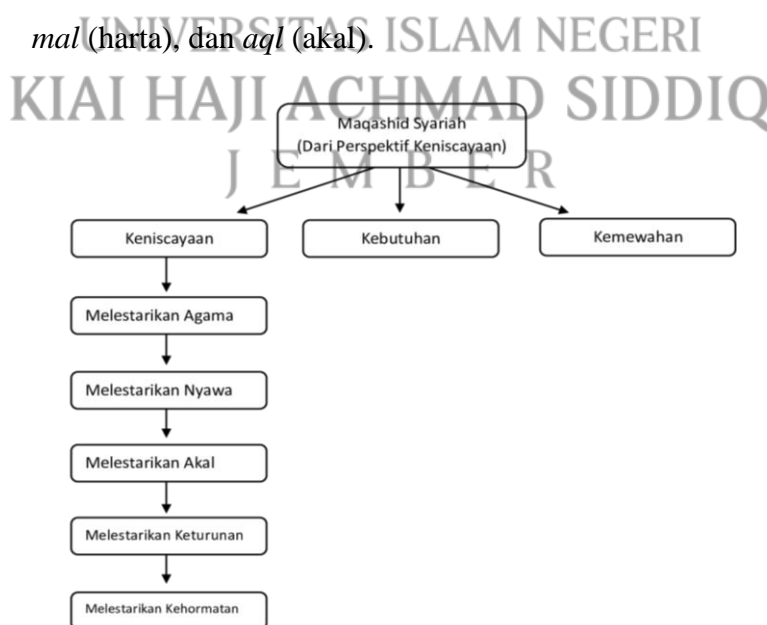 UNIVERSITAS ISLAM NEGERI
mal (harta), dan aql (akal).
KIAI HAJI ACHMAD SIDDIQ
JEMBER
Maqashid Syariah
(Dari Perspektif Keniscayaan)
Keniscayaan
Kebutuhan
Kemewahan
Melestarikan Agama
Melestarikan Nyawa
Melestarikan Akal
Melestarikan Keturunan
Melestarikan Kehormatan